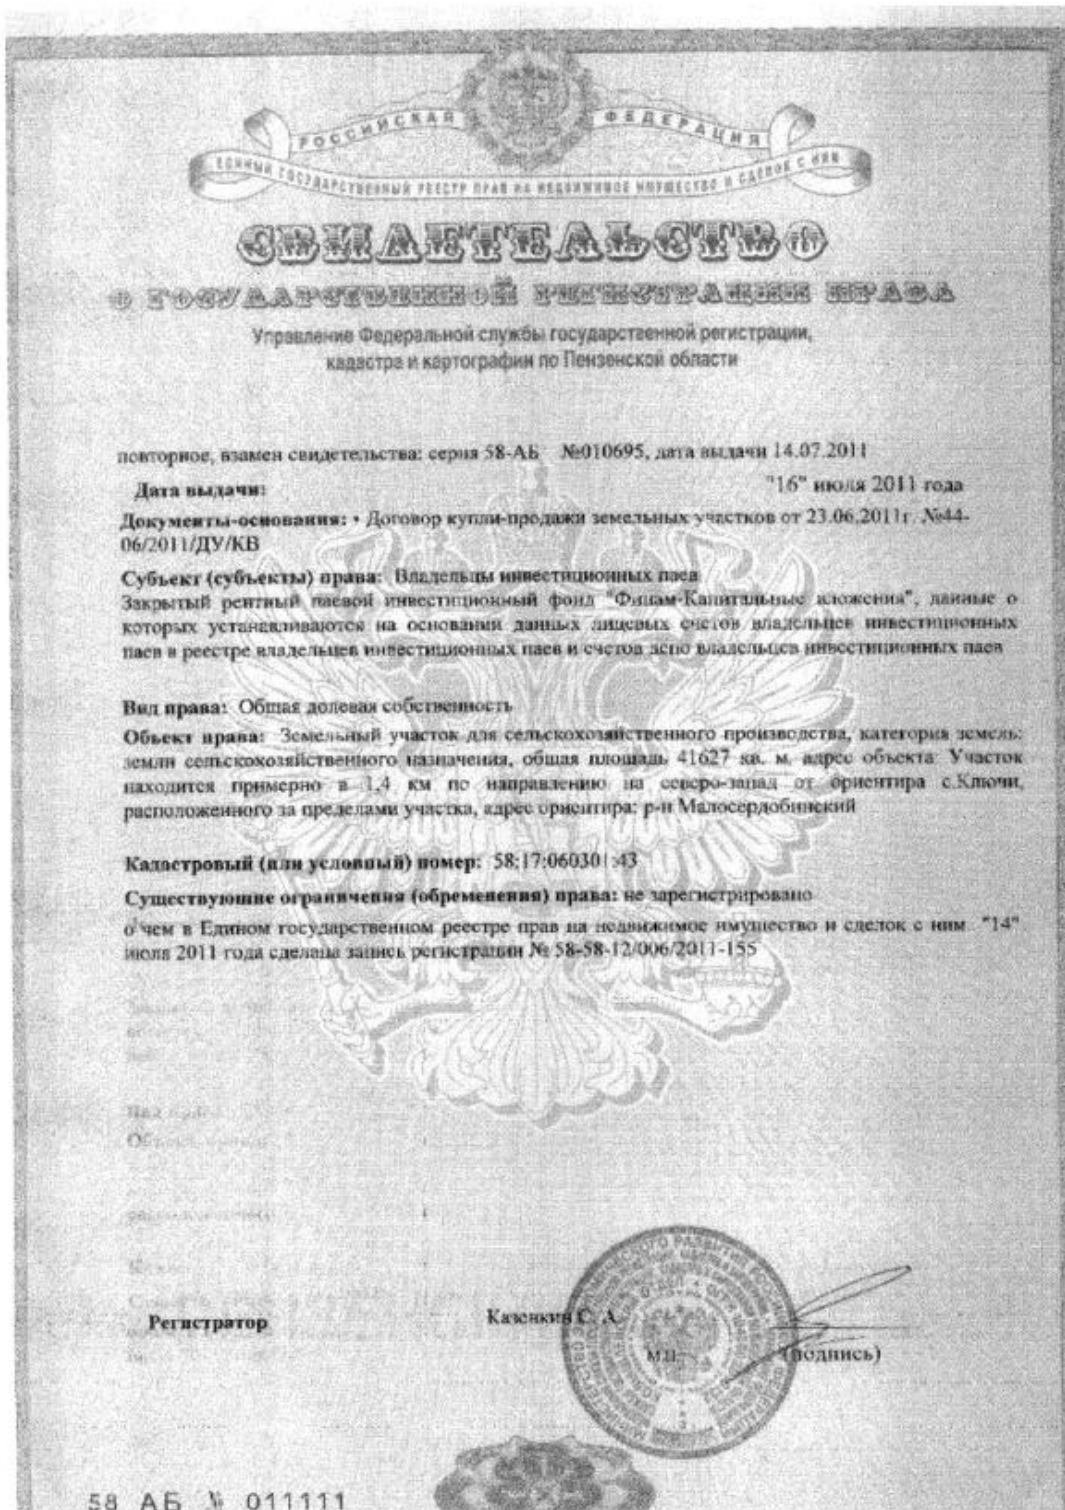 РОССИЙСКАЯ ФЕДЕРАЦИЯ
ЕДИНЫЙ ГОСУДАРСТВЕННЫЙ РЕЕСТР ПРАВ НА НЕДВИЖИМОЕ ИМУЩЕСТВО И СДЕЛОК С НИМ
СВИДЕТЕЛЬСТВО
О ГОСУДАРСТВЕННОЙ РЕГИСТРАЦИИ ПРАВА
Управление Федеральной службы государственной регистрации,
кадастра и картографии по Пензенской области
повторное, взамен свидетельства: серия 58-АБ №010695, дата выдачи 14.07.2011
Дата выдачи: "16" июля 2011 года
Документы-основания: • Договор купли-продажи земельных участков от 23.06.2011г. №44-
06/2011/ДУ/КВ
Субъект (субъекты) права: Владельцы инвестиционных паев
Закрытый рентный паевой инвестиционный фонд "Финам-Капитальные вложения", данные о
которых устанавливаются на основании данных лицевых счетов владельцев инвестиционных
паев в реестре владельцев инвестиционных паев и счетов депо владельцев инвестиционных паев
Вид права: Общая долевая собственность
Объект права: Земельный участок для сельскохозяйственного производства, категория земель:
земли сельскохозяйственного назначения, общая площадь 41627 кв. м, адрес объекта: Участок
находится примерно в 1,4 км по направлению на северо-запад от ориентира с.Ключи,
расположенного за пределами участка, адрес ориентира: р-н Малосердобинский
Кадастровый (или условный) номер: 58:17:060301:43
Существующие ограничения (обременения) права: не зарегистрировано
о чем в Едином государственном реестре прав на недвижимое имущество и сделок с ним "14"
июля 2011 года сделана запись регистрации № 58-58-12/006/2011-155
Регистратор Казенкин С. А.
м.п. (подпись)
58 АБ № 011111